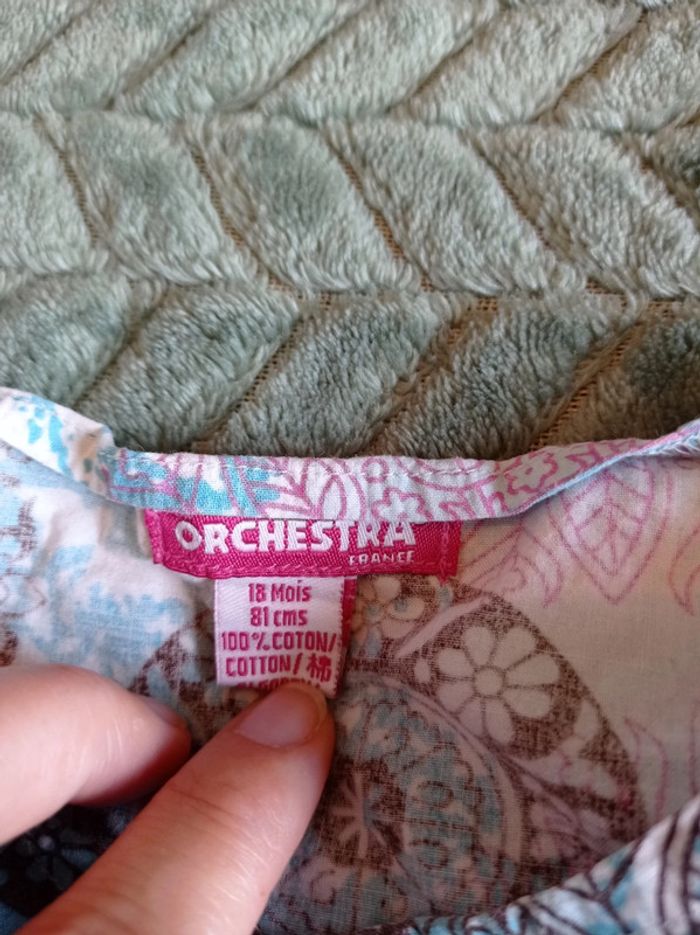 ORCHESTRA
FRANCE
18 Mois
81 cms
100% COTON/
COTTON/棉